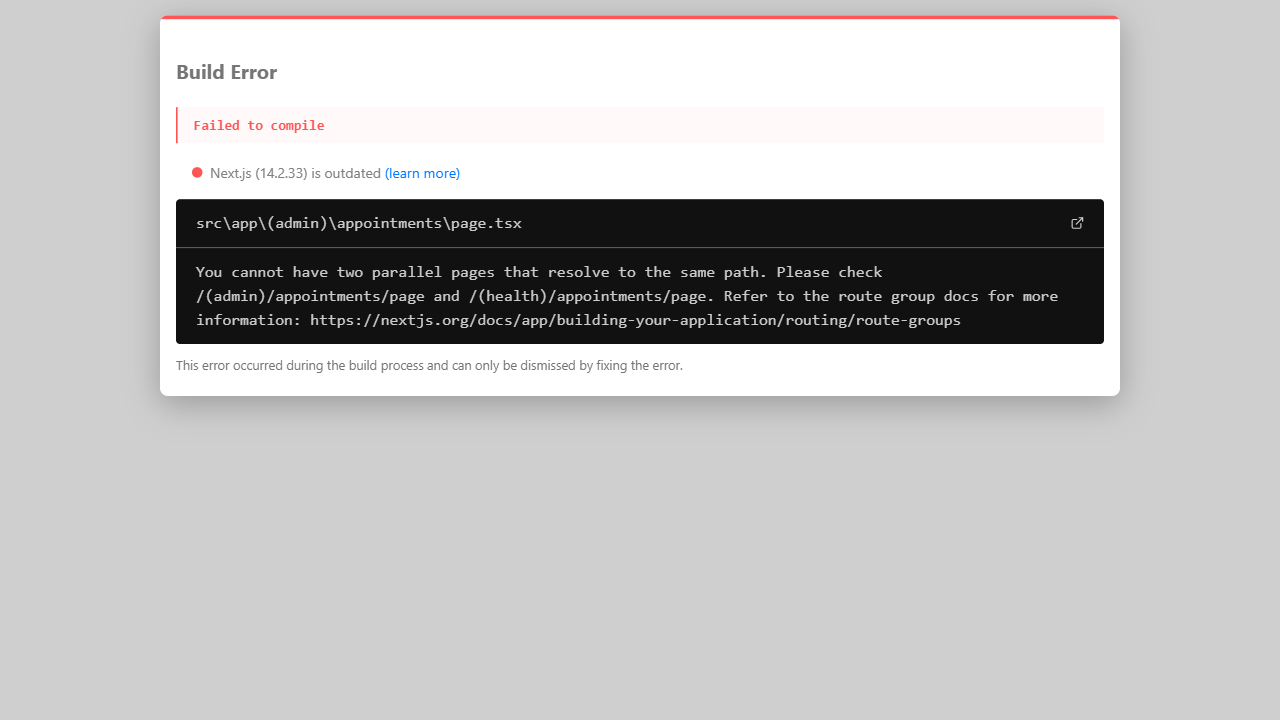 Build Error
Failed to compile
Next.js (14.2.33) is outdated (learn more)
src\app\(admin)\appointments\page.tsx
You cannot have two parallel pages that resolve to the same path. Please check
/(admin)/appointments/page and /(health)/appointments/page. Refer to the route group docs for more
information: https://nextjs.org/docs/app/building-your-application/routing/route-groups
This error occurred during the build process and can only be dismissed by fixing the error.